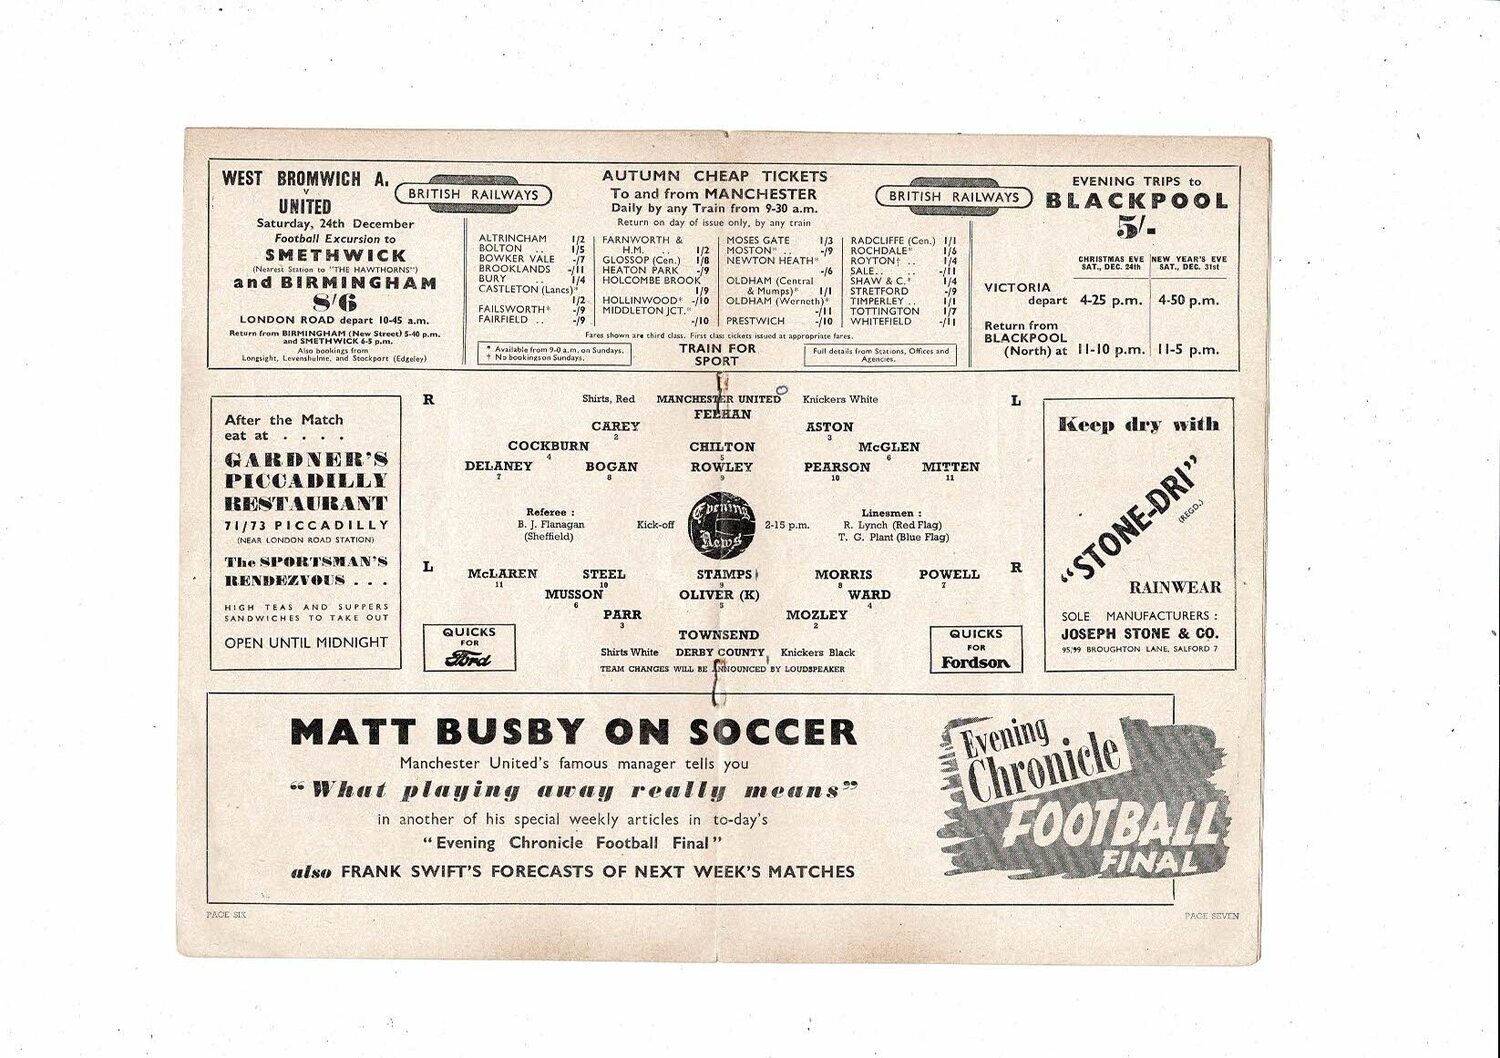 WEST BROMWICH A.
v
UNITED
Saturday, 24th December
Football Excursion to
SMETHWICK
(Nearest Station to "THE HAWTHORNS")
and BIRMINGHAM
8/6
LONDON ROAD depart 10-45 a.m.
Return from BIRMINGHAM (New Street) 5-40 p.m.
and SMETHWICK 6-5 p.m.
Also bookings from
Longsight, Levenshulme, and Stockport (Edgeley)
BRITISH RAILWAYS
AUTUMN CHEAP TICKETS
To and from MANCHESTER
Daily by any Train from 9-30 a.m.
Return on day of issue only, by any train
BRITISH RAILWAYS
ALTRINCHAM 1/2
BOLTON .. 1/5
BOWKER VALE -/7
BROOKLANDS -/11
BURY .. 1/4
CASTLETON (Lancs)*
1/2
FAILSWORTH* -/9
FAIRFIELD .. -/9
FARNWORTH &
H.M. .. 1/2
GLOSSOP (Cen.) 1/8
HEATON PARK -/9
HOLCOMBE BROOK
1/9
HOLLINWOOD* -/10
MIDDLETON JCT.*
-/10
MOSES GATE 1/3
MOSTON* .. -/9
NEWTON HEATH*
-/6
OLDHAM (Central
& Mumps)* 1/1
OLDHAM (Werneth)*
-/11
PRESTWICH -/10
RADCLIFFE (Cen.) 1/1
ROCHDALE* 1/6
ROYTON† .. 1/4
SALE.. .. -/11
SHAW & C.* 1/4
STRETFORD -/9
TIMPERLEY .. 1/1
TOTTINGTON 1/7
WHITEFIELD -/11
Fares shown are third class. First class tickets issued at appropriate fares.
* Available from 9-0 a.m. on Sundays.
† No bookings on Sundays.
TRAIN FOR
SPORT
Full details from Stations, Offices and
Agencies.
EVENING TRIPS to
BLACKPOOL
5/-
CHRISTMAS EVE NEW YEAR'S EVE
SAT., DEC. 24th SAT., DEC. 31st
VICTORIA
depart 4-25 p.m. 4-50 p.m.
Return from
BLACKPOOL
(North) at 11-10 p.m. 11-5 p.m.
After the Match
eat at . . . .
GARDNER'S
PICCADILLY
RESTAURANT
71/73 PICCADILLY
(NEAR LONDON ROAD STATION)
The SPORTSMAN'S
RENDEZVOUS . . .
HIGH TEAS AND SUPPERS
SANDWICHES TO TAKE OUT
OPEN UNTIL MIDNIGHT
R Shirts, Red MANCHESTER UNITED Knickers White L
0
FEEHAN
CAREY ASTON
2 3
COCKBURN CHILTON McGLEN
4 5 6
DELANEY BOGAN ROWLEY PEARSON MITTEN
7 8 9 10 11
Referee :
B. J. Flanagan
(Sheffield)
Kick-off
Evening
News
2-15 p.m.
Linesmen :
R. Lynch (Red Flag)
T. G. Plant (Blue Flag)
L R
McLAREN STEEL STAMPS MORRIS POWELL
11 10 9 8 7
MUSSON OLIVER (K) WARD
6 5 4
PARR MOZLEY
3 2
TOWNSEND
Shirts White DERBY COUNTY Knickers Black
TEAM CHANGES WILL BE ANNOUNCED BY LOUDSPEAKER
QUICKS
FOR
Ford
QUICKS
FOR
Fordson
Keep dry with
"STONE-DRI"
(REGD.)
RAINWEAR
SOLE MANUFACTURERS :
JOSEPH STONE & CO.
95/99 BROUGHTON LANE, SALFORD 7
MATT BUSBY ON SOCCER
Manchester United's famous manager tells you
"What playing away really means"
in another of his special weekly articles in to-day's
"Evening Chronicle Football Final"
also FRANK SWIFT'S FORECASTS OF NEXT WEEK'S MATCHES
Evening
Chronicle
FOOTBALL
FINAL
PAGE SIX
PAGE SEVEN